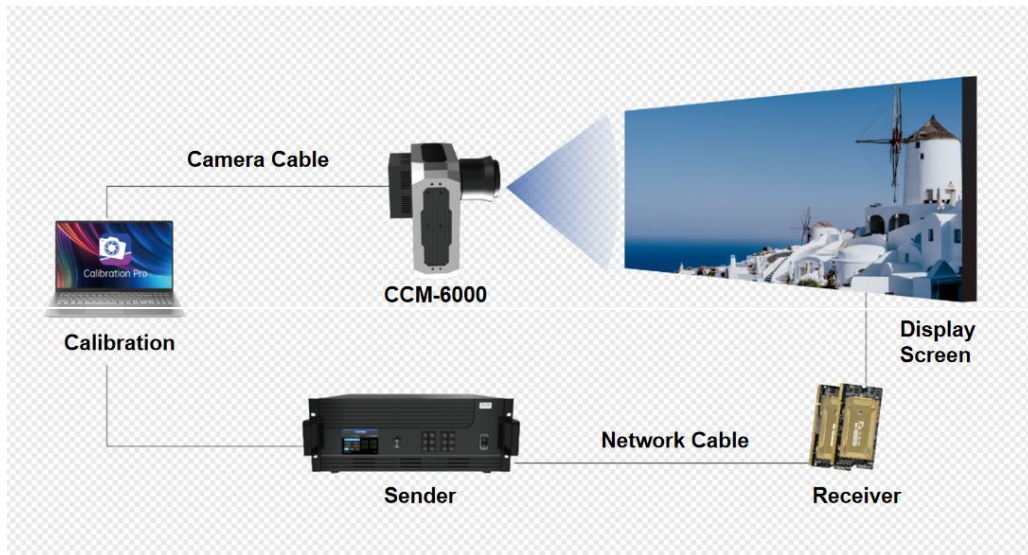 Camera Cable
Calibration Pro
CCM-6000
Calibration
Display
Screen
Network Cable
Sender
Receiver